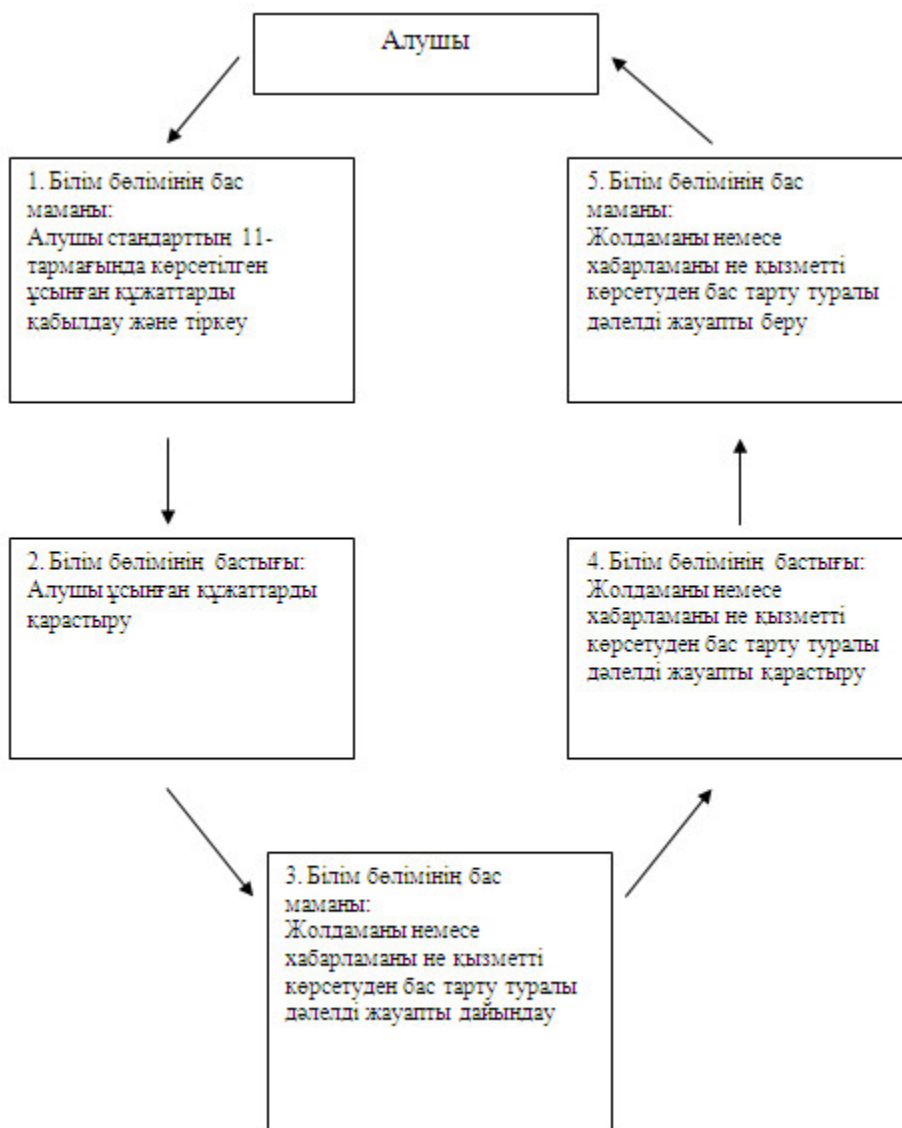 Алушы
1. Білім бөлімінің бас
маманы:
Алушы стандарттың 11-
тармағында көрсетілген
ұсынған құжаттарды
қабылдау және тіркеу
2. Білім бөлімінің бастығы:
Алушы ұсынған құжаттарды
қарастыру
3. Білім бөлімінің бас
маманы:
Жолдаманы немесе
хабарламаны не қызметті
көрсетуден бас тарту туралы
дәлелді жауапты дайындау
4. Білім бөлімінің бастығы:
Жолдаманы немесе
хабарламаны не қызметті
көрсетуден бас тарту туралы
дәлелді жауапты қарастыру
5. Білім бөлімінің бас
маманы:
Жолдаманы немесе
хабарламаны не қызметті
көрсетуден бас тарту туралы
дәлелді жауапты беру